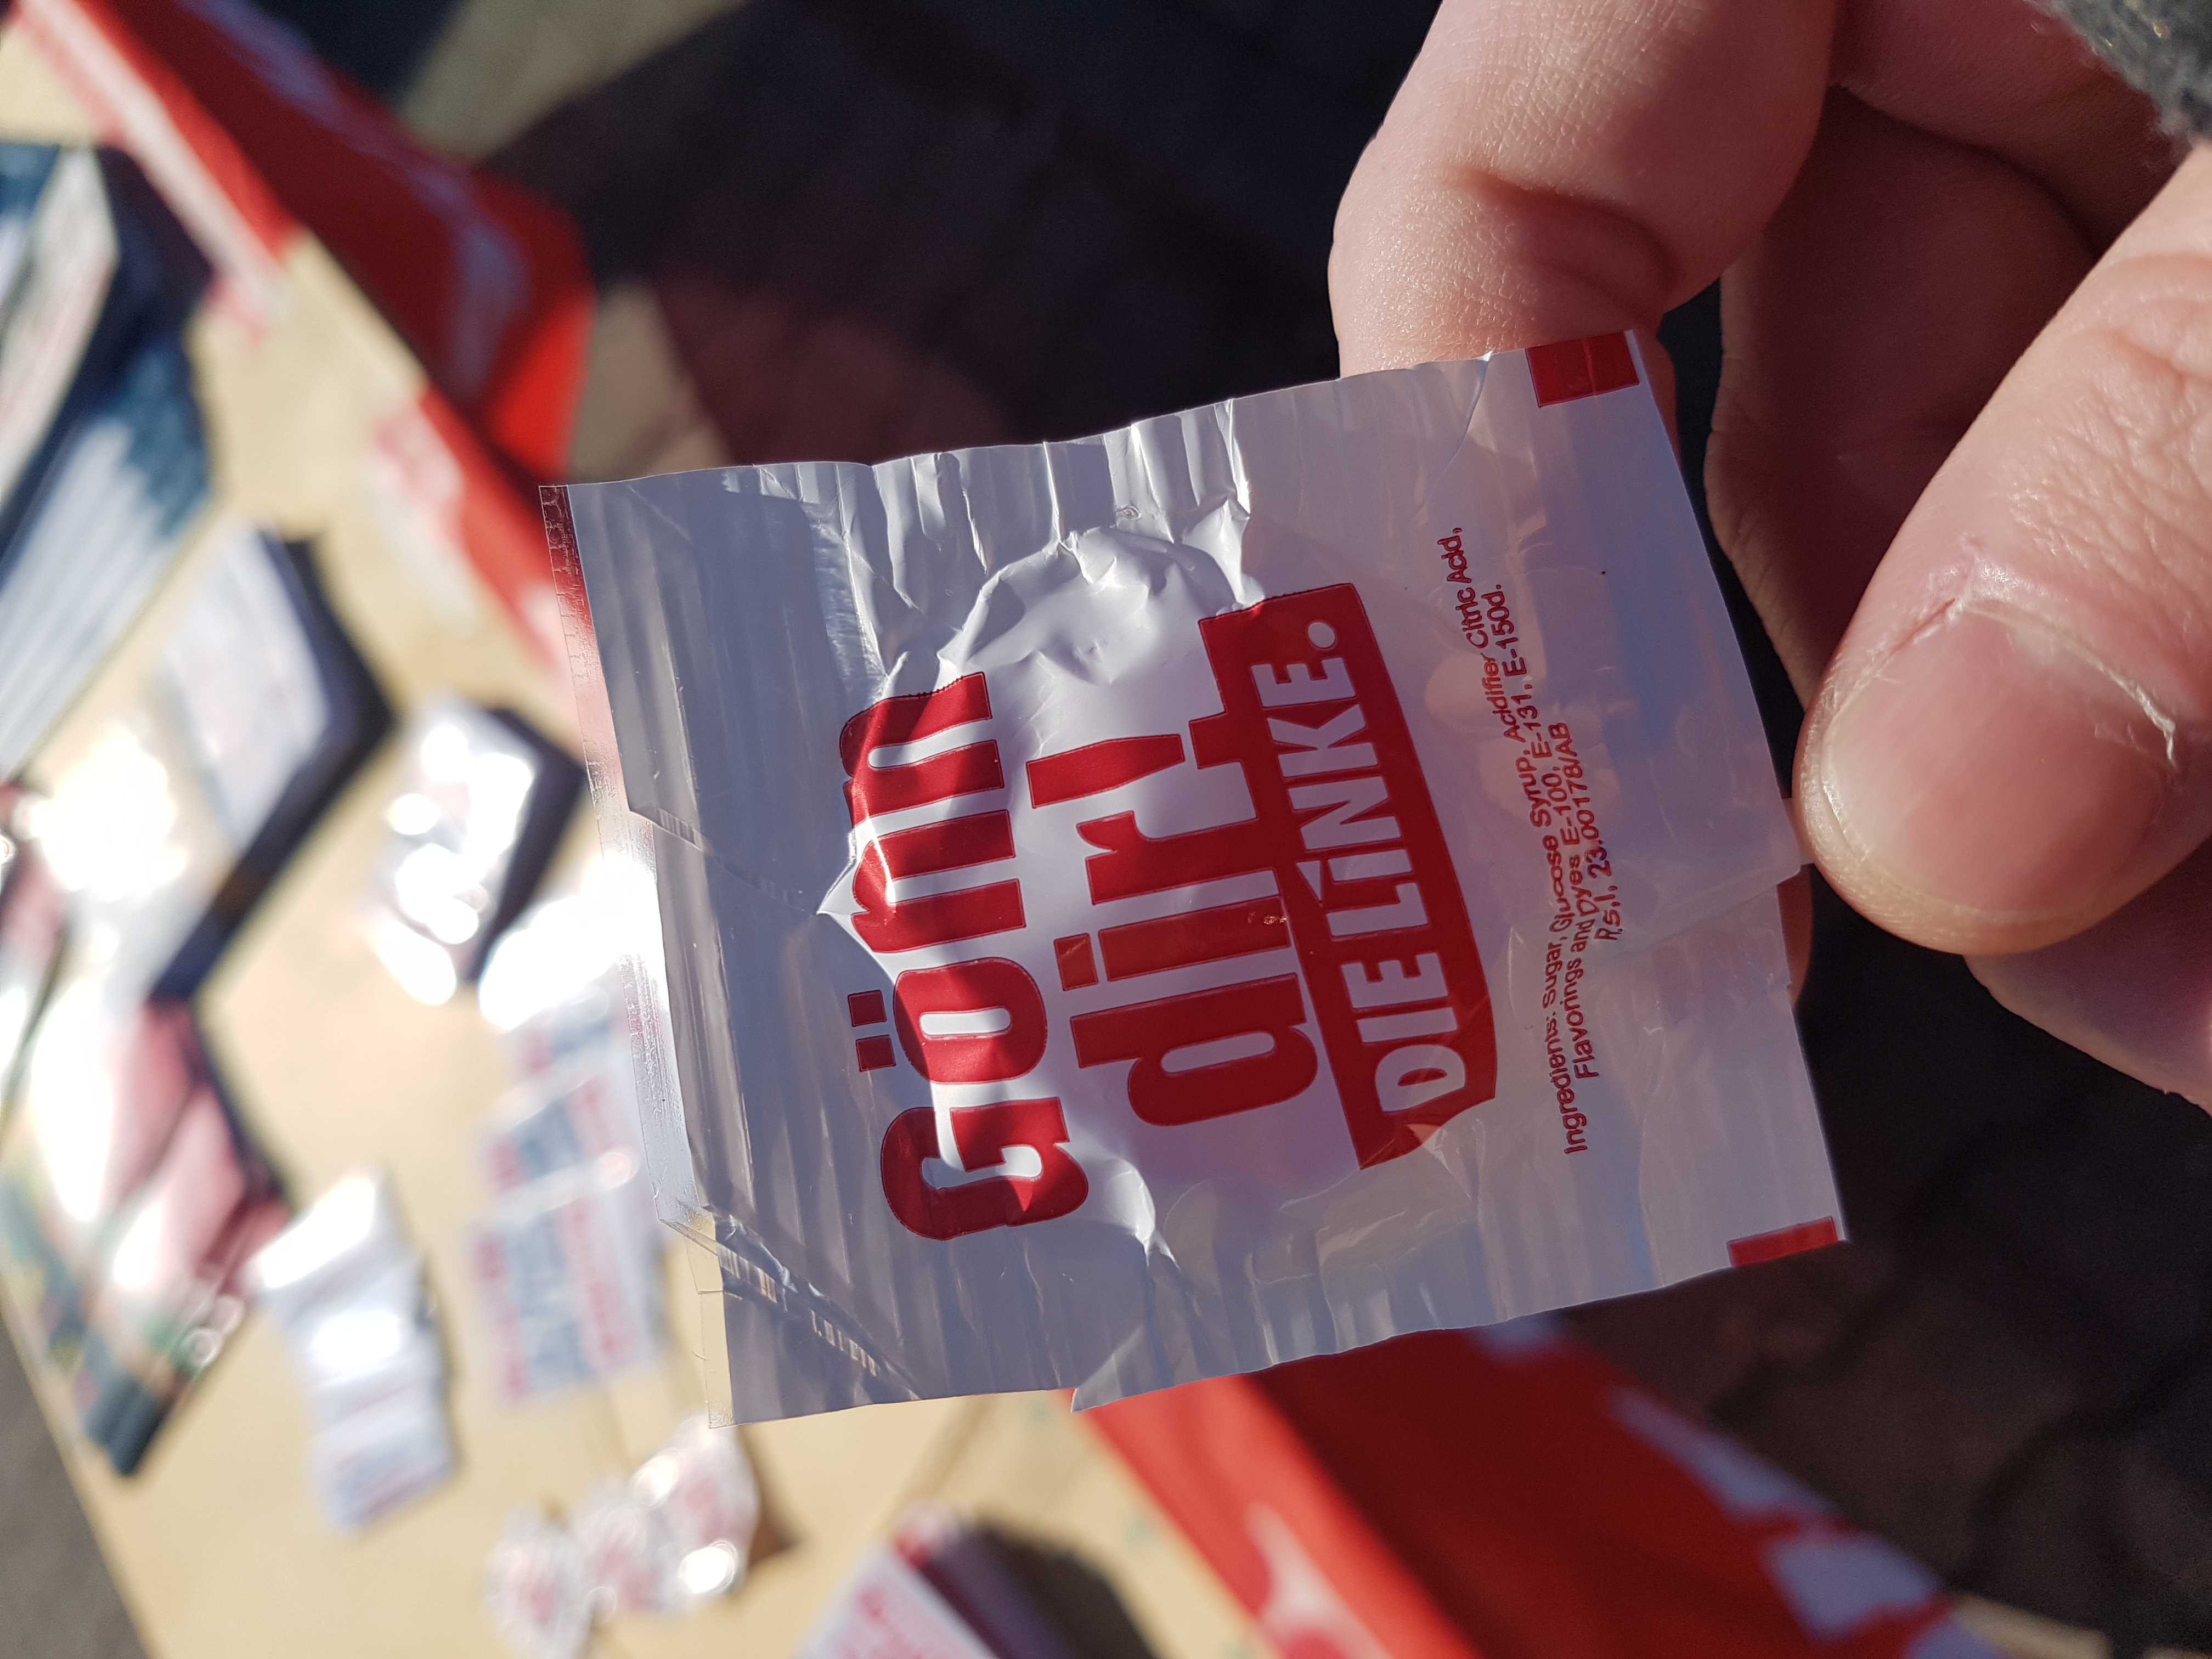 Gönn
dir!
DIE LINKE.
Ingredients: Sugar, Glucose Syrup, Acidifier Citric Acid,
Flavorings and Dyes E-100, E-131, E-150d.
R.s.I. 23.00178/AB